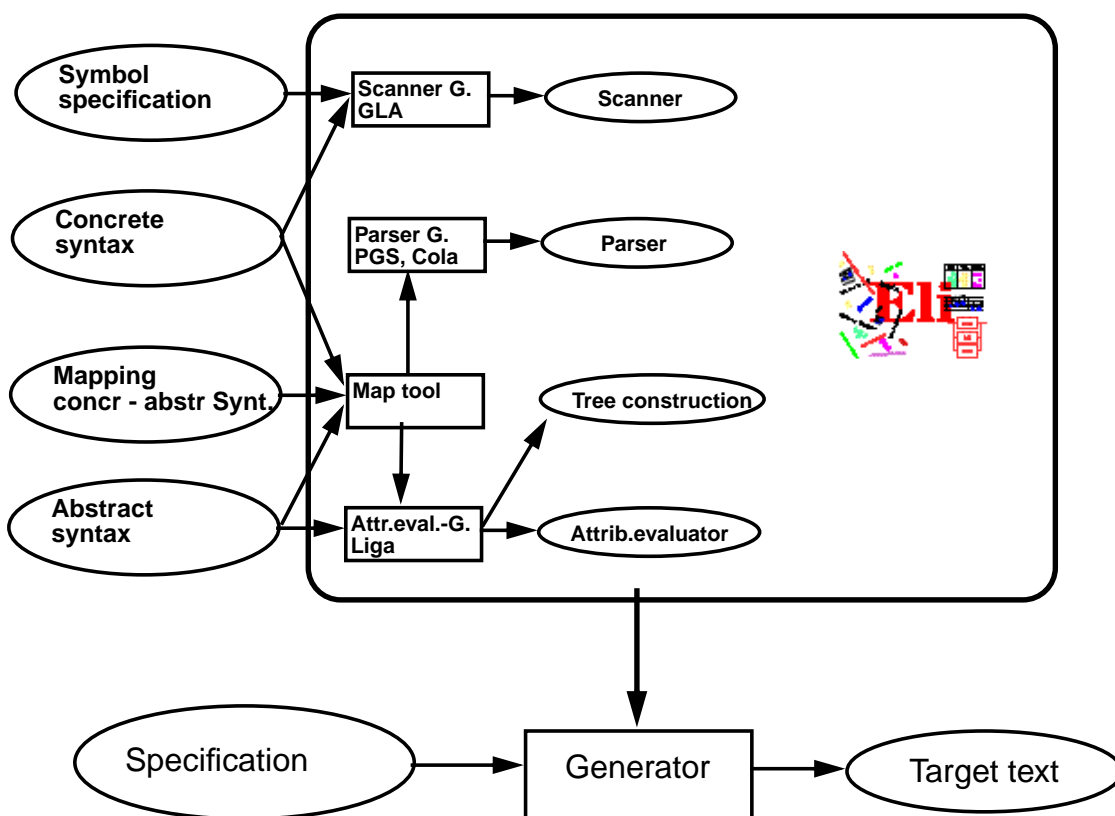 Symbol
specification
Scanner G.
GLA
Scanner
Concrete
syntax
Parser G.
PGS, Cola
Parser
Eli
Mapping
concr - abstr Synt.
Map tool
Tree construction
Abstract
syntax
Attr.eval.-G.
Liga
Attrib.evaluator
Specification
Generator
Target text